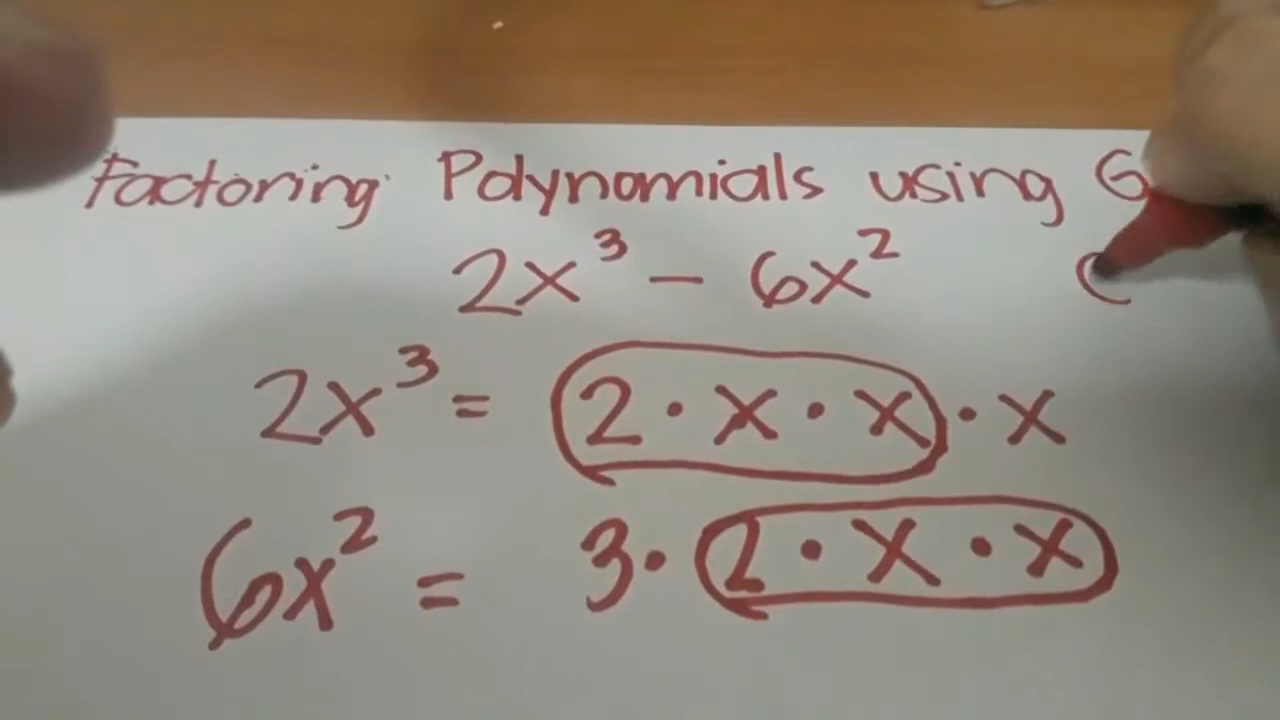 Factoring Polynomials using G
2x³ - 6x²
2x³ = 2 · x · x · x
6x² = 3 · 2 · x · x